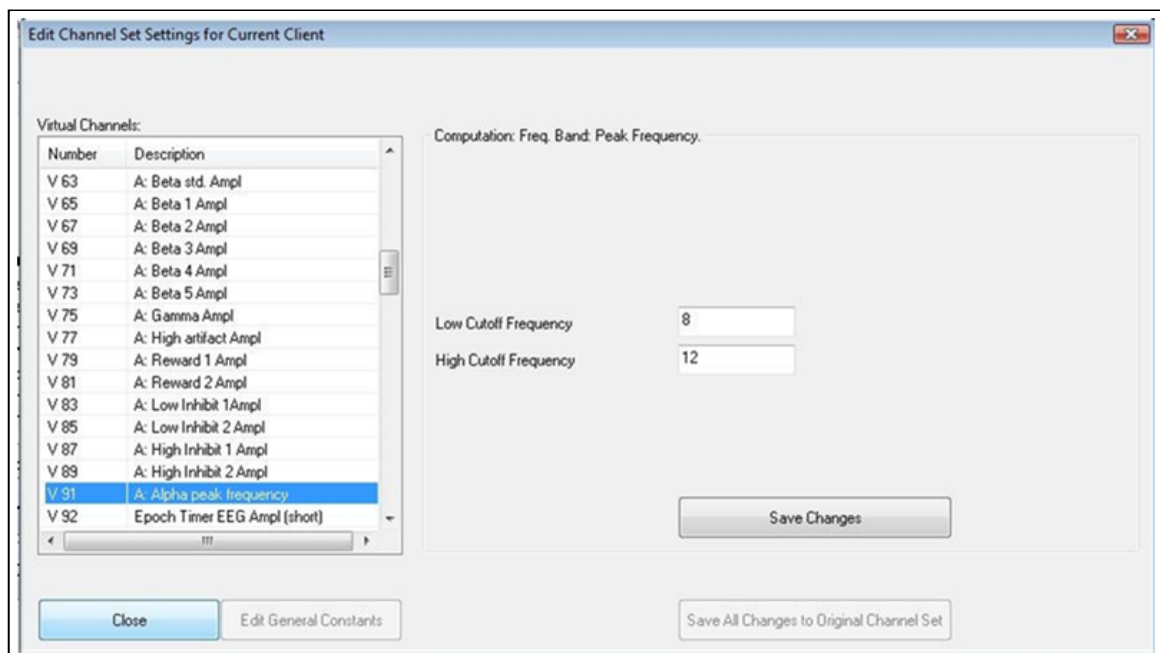 Edit Channel Set Settings for Current Client
Virtual Channels:
Number Description
V 63 A: Beta std. Ampl
V 65 A: Beta 1 Ampl
V 67 A: Beta 2 Ampl
V 69 A: Beta 3 Ampl
V 71 A: Beta 4 Ampl
V 73 A: Beta 5 Ampl
V 75 A: Gamma Ampl
V 77 A: High artifact Ampl
V 79 A: Reward 1 Ampl
V 81 A: Reward 2 Ampl
V 83 A: Low Inhibit 1Ampl
V 85 A: Low Inhibit 2 Ampl
V 87 A: High Inhibit 1 Ampl
V 89 A: High Inhibit 2 Ampl
V 91 A: Alpha peak frequency
V 92 Epoch Timer EEG Ampl (short)
Computation: Freq. Band: Peak Frequency.
Low Cutoff Frequency 8
High Cutoff Frequency 12
Save Changes
Close Edit General Constants Save All Changes to Original Channel Set